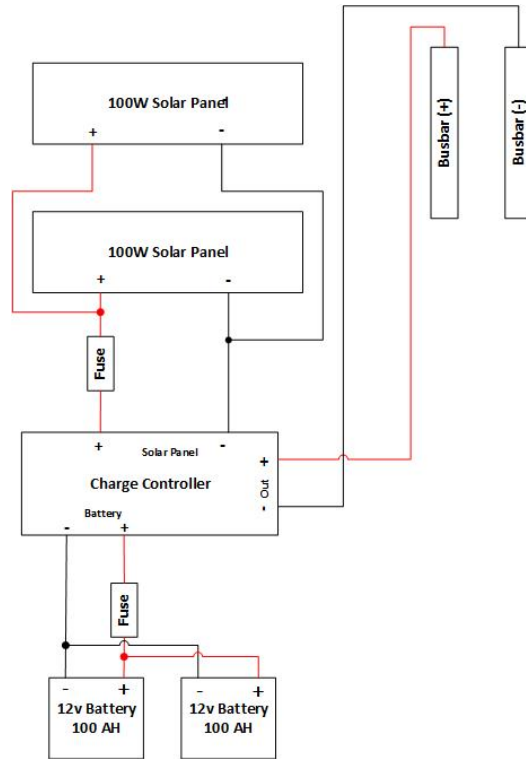 100W Solar Panel
+ -
Busbar (+)
Busbar (-)
100W Solar Panel
+ -
Fuse
+ -
Solar Panel
+
Charge Controller
Out
-
Battery
- +
Fuse
- +
12v Battery
100 AH
- +
12v Battery
100 AH